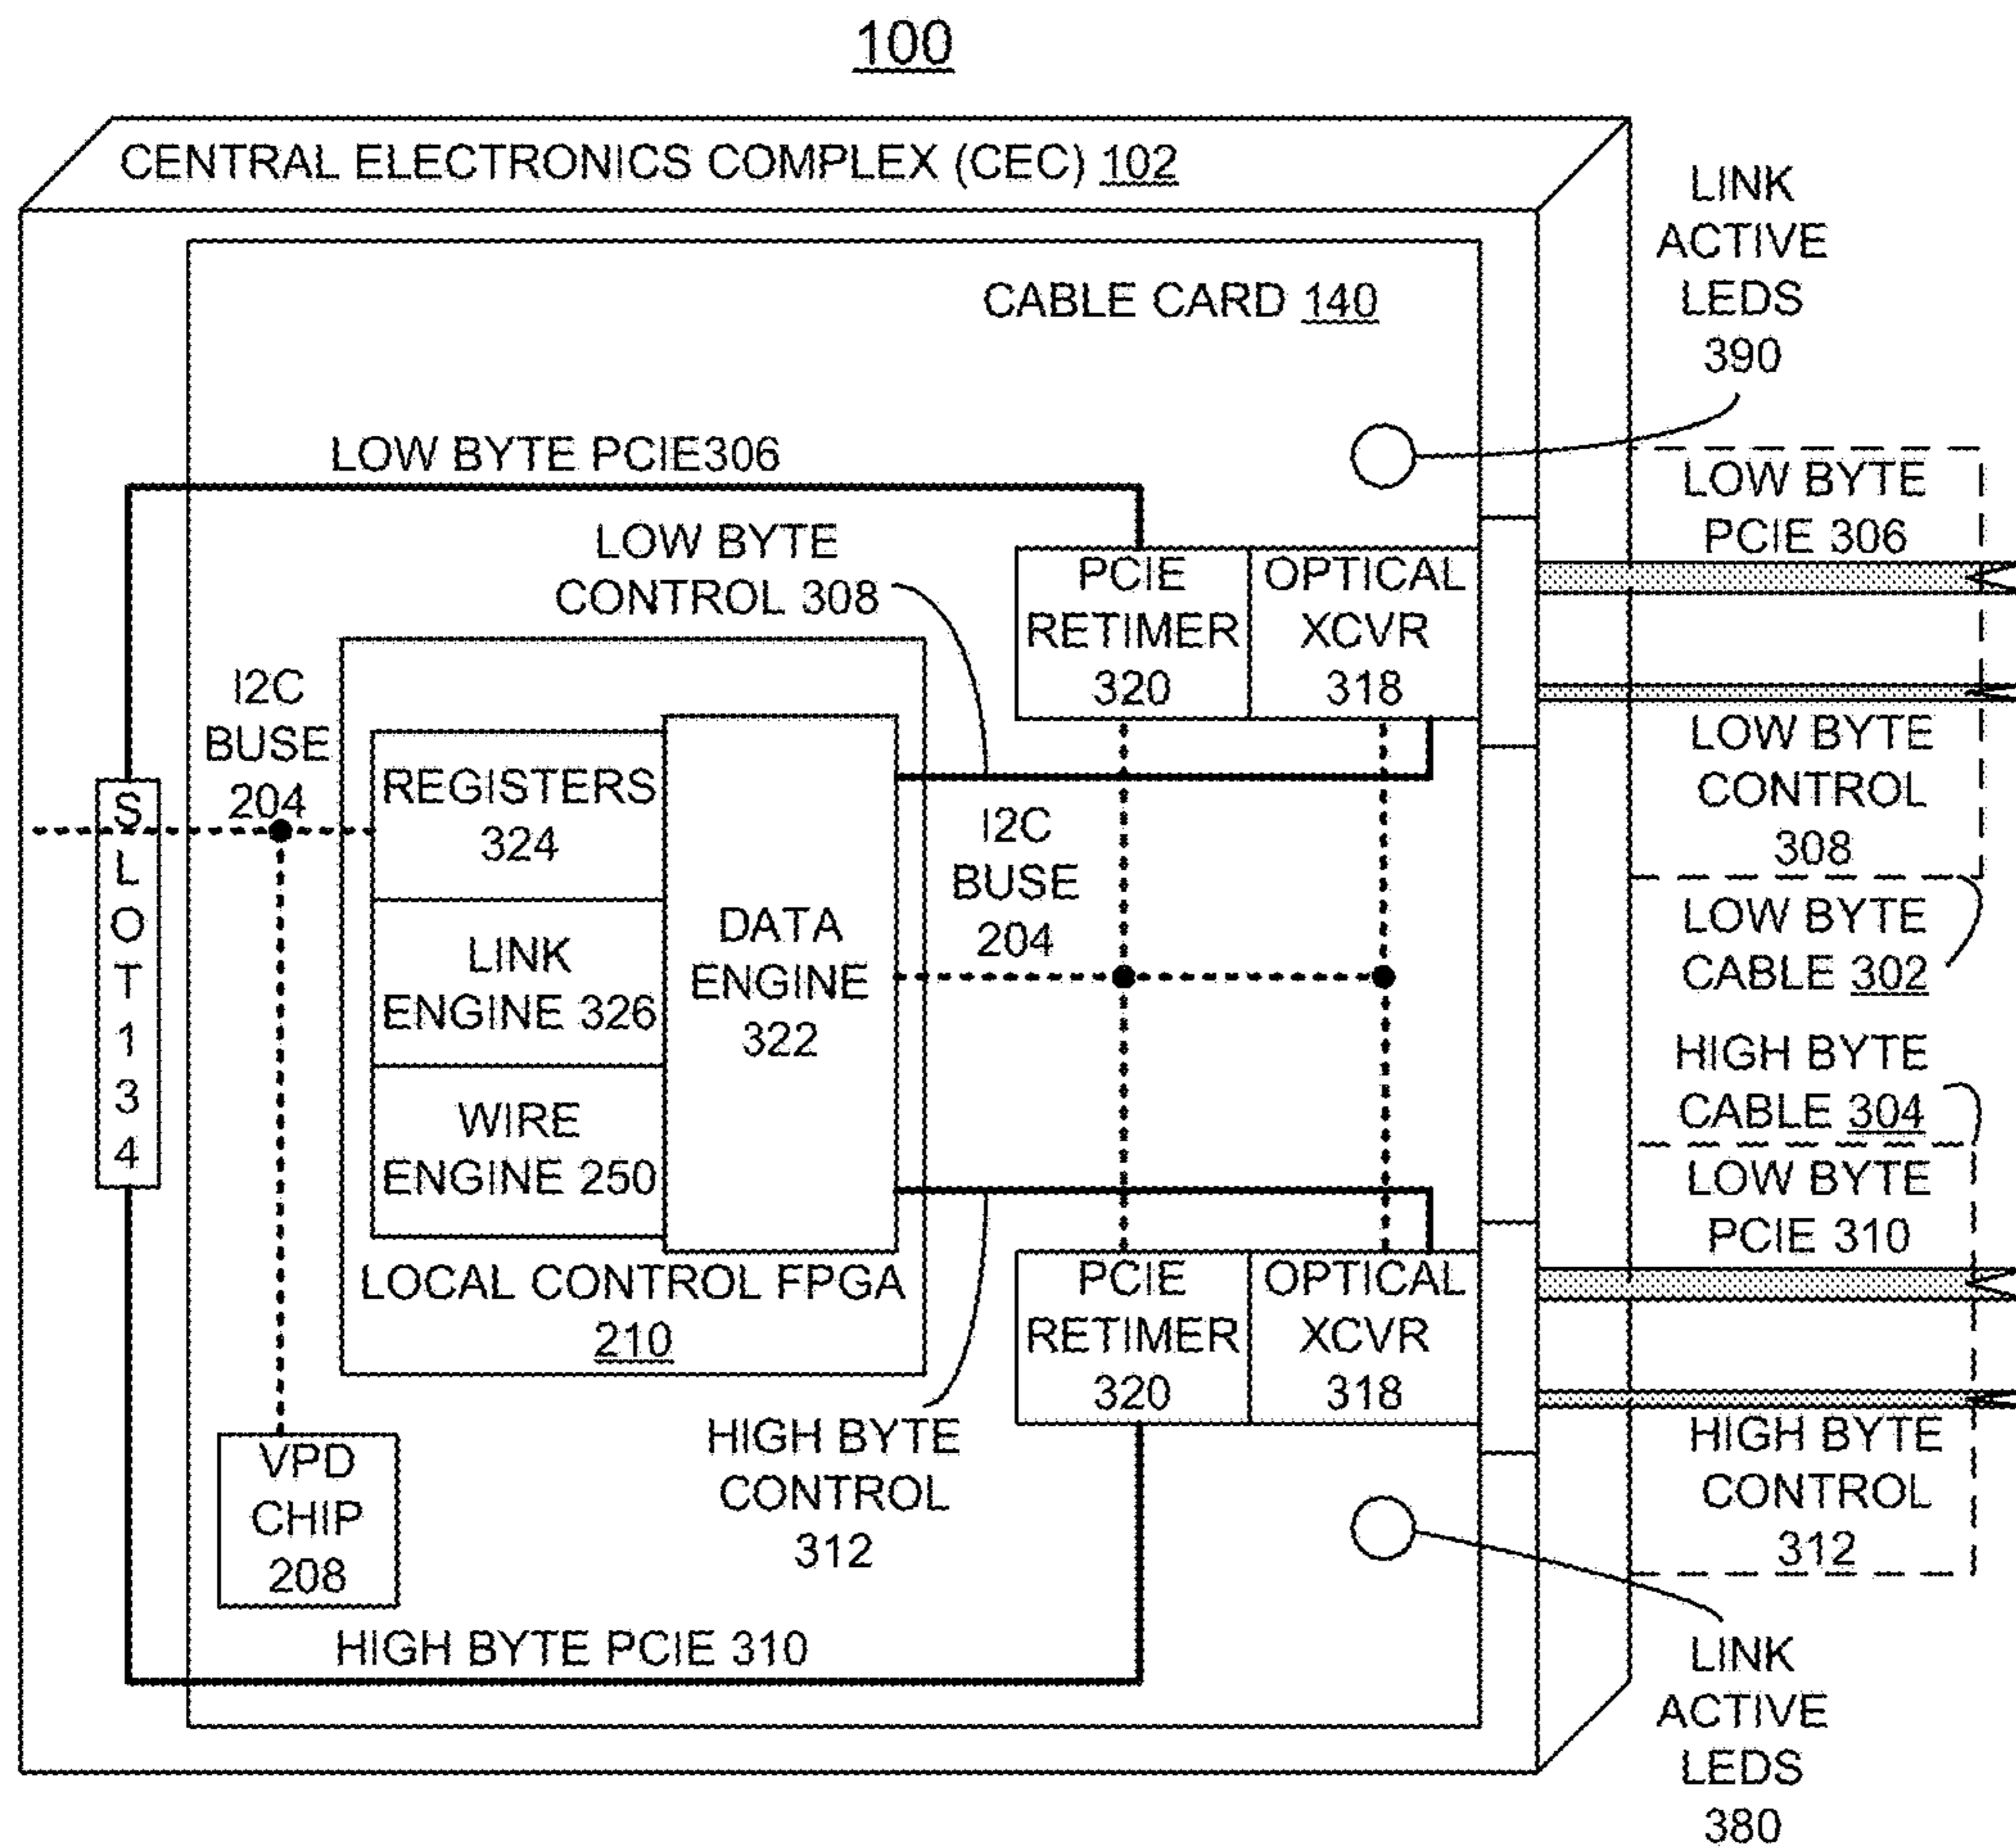 100
CENTRAL ELECTRONICS COMPLEX (CEC) 102
LINK
ACTIVE
LEDS
390
CABLE CARD 140
LOW BYTE PCIE306
LOW BYTE
PCIE 306
LOW BYTE
CONTROL 308
PCIE
RETIMER
320
OPTICAL
XCVR
318
I2C
BUSE
204
LOW BYTE
CONTROL
308
REGISTERS
324
SLOT134
I2C
BUSE
204
LINK
ENGINE 326
DATA
ENGINE
322
LOW BYTE
CABLE 302
HIGH BYTE
CABLE 304
WIRE
ENGINE 250
LOW BYTE
PCIE 310
LOCAL CONTROL FPGA
210
PCIE
RETIMER
320
OPTICAL
XCVR
318
HIGH BYTE
CONTROL
312
HIGH BYTE
CONTROL
312
VPD
CHIP
208
HIGH BYTE PCIE 310
LINK
ACTIVE
LEDS
380